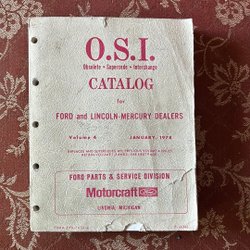 O.S.I.
Obsolete • Supersede • Interchange
CATALOG
for
FORD and LINCOLN-MERCURY DEALERS
Volume 4 JANUARY, 1974
FORD PARTS & SERVICE DIVISION
Motorcraft Ford
LIVONIA, MICHIGAN